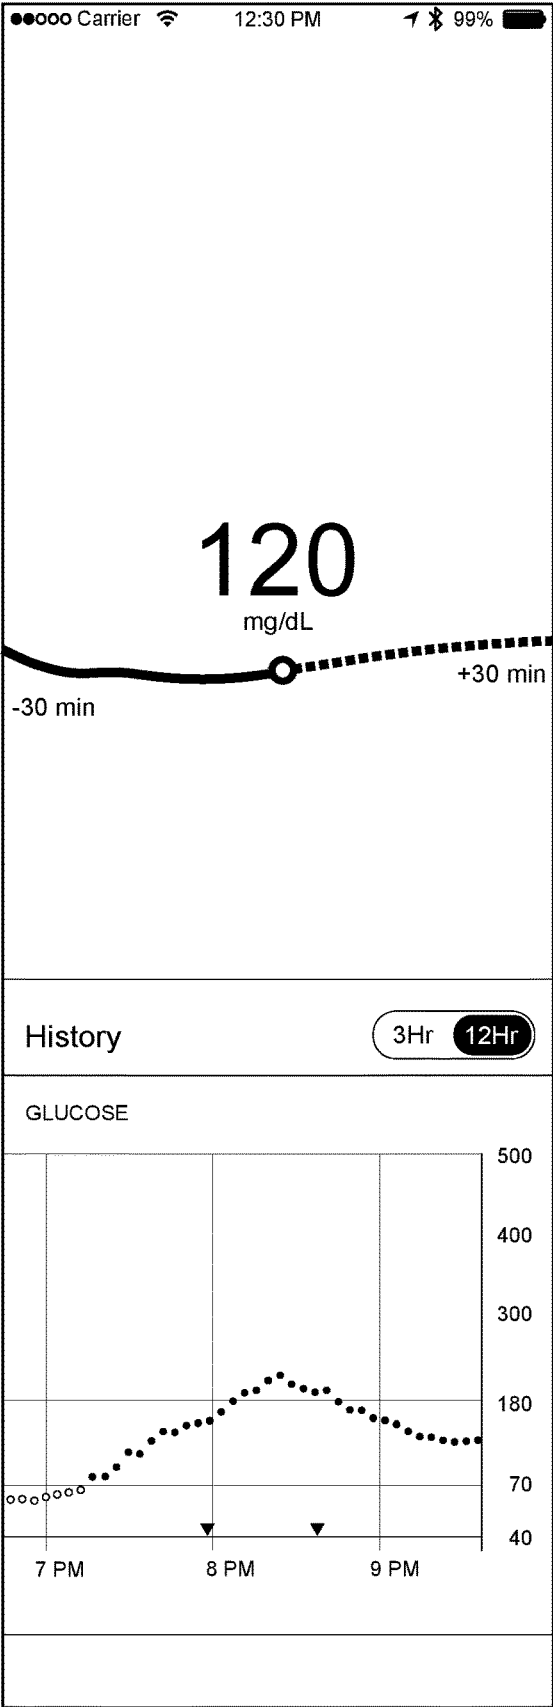 Carrier 12:30 PM 99%
120
mg/dL
-30 min
+30 min
History 3Hr 12Hr
GLUCOSE
500
400
300
180
70
40
7 PM 8 PM 9 PM